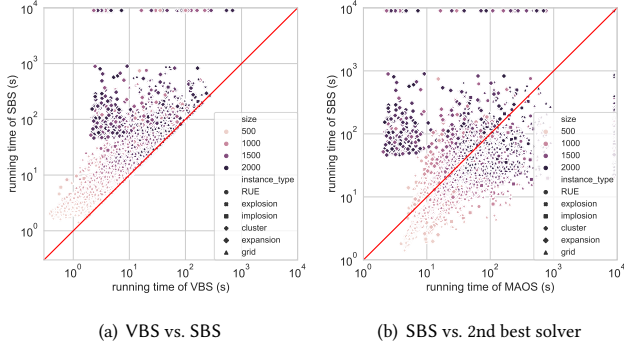 10⁴
10³
10²
10¹
10⁰
running time of SBS (s)
10⁰
10¹
10²
10³
10⁴
running time of VBS (s)
size
500
1000
1500
2000
instance_type
RUE
explosion
implosion
cluster
expansion
grid
(a) VBS vs. SBS
10⁴
10³
10²
10¹
10⁰
running time of SBS (s)
10⁰
10¹
10²
10³
10⁴
running time of MAOS (s)
size
500
1000
1500
2000
instance_type
RUE
explosion
implosion
cluster
expansion
grid
(b) SBS vs. 2nd best solver